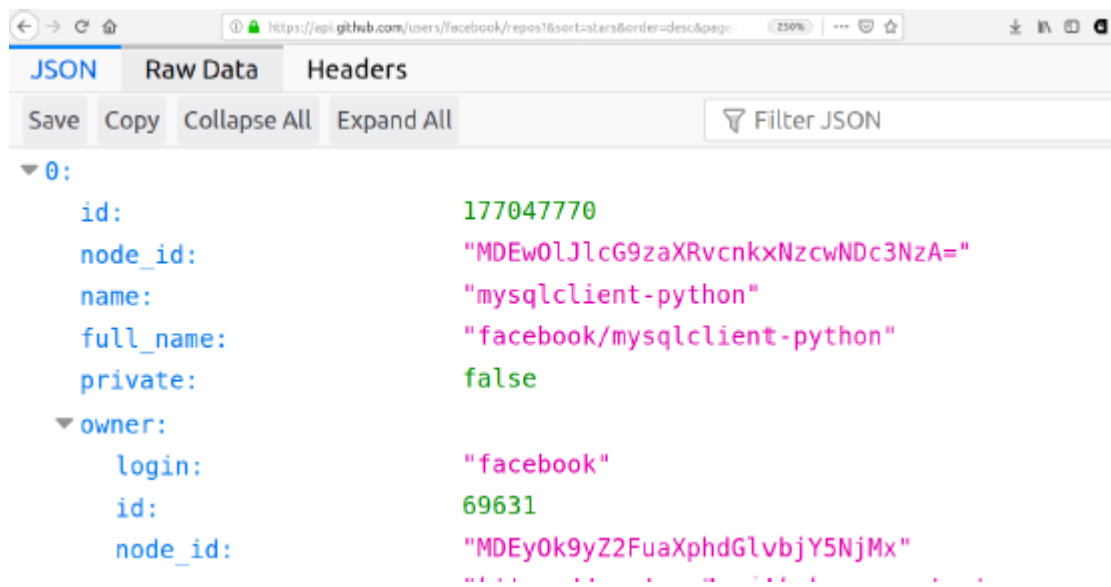 https://api.github.com/users/facebook/repos?&sort=stars&order=desc&page- 230%
JSON Raw Data Headers
Save Copy Collapse All Expand All Filter JSON
0:
id: 177047770
node_id: "MDEwOlJlcG9zaXRvcnkxNzcwNDc3NzA="
name: "mysqlclient-python"
full_name: "facebook/mysqlclient-python"
private: false
owner:
login: "facebook"
id: 69631
node_id: "MDEyOk9yZ2FuaXphdGlvbjY5NjMx"